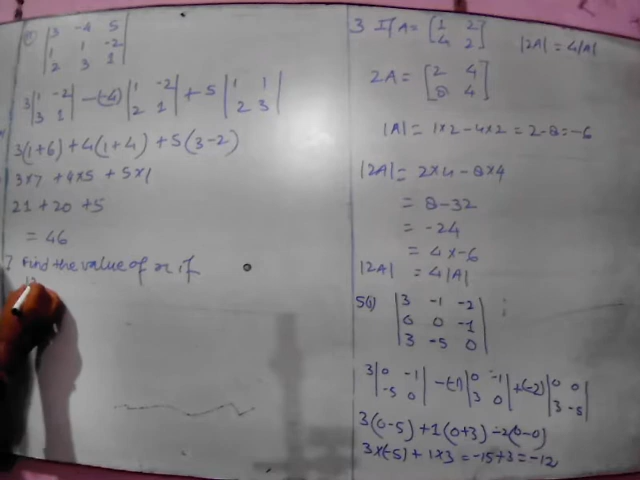 (ii) |3 -4 5|
|1 1 -2|
|2 3 1|
3|1 -2| -(-4)|1 -2| + 5|1 1|
|3 1| |2 1| |2 3|
3(1+6) + 4(1+4) + 5(3-2)
3×7 + 4×5 + 5×1
21 + 20 + 5
= 46
7 Find the value of x if
3 If A = [1 2] |2A| = 4|A|
[4 2]
2A = [2 4]
[8 4]
|A| = 1×2 - 4×2 = 2-8 = -6
|2A| = 2×4 - 8×4
= 8-32
= -24
= 4×-6
|2A| = 4|A|
5(i) |3 -1 -2|
|0 0 -1|
|3 -5 0|
3|0 -1| -(-1)|0 -1| +(-2)|0 0|
|-5 0| |3 0| |3 -5|
3(0-5) + 1(0+3) -2(0-0)
3×(-5) + 1×3 = -15+3 = -12